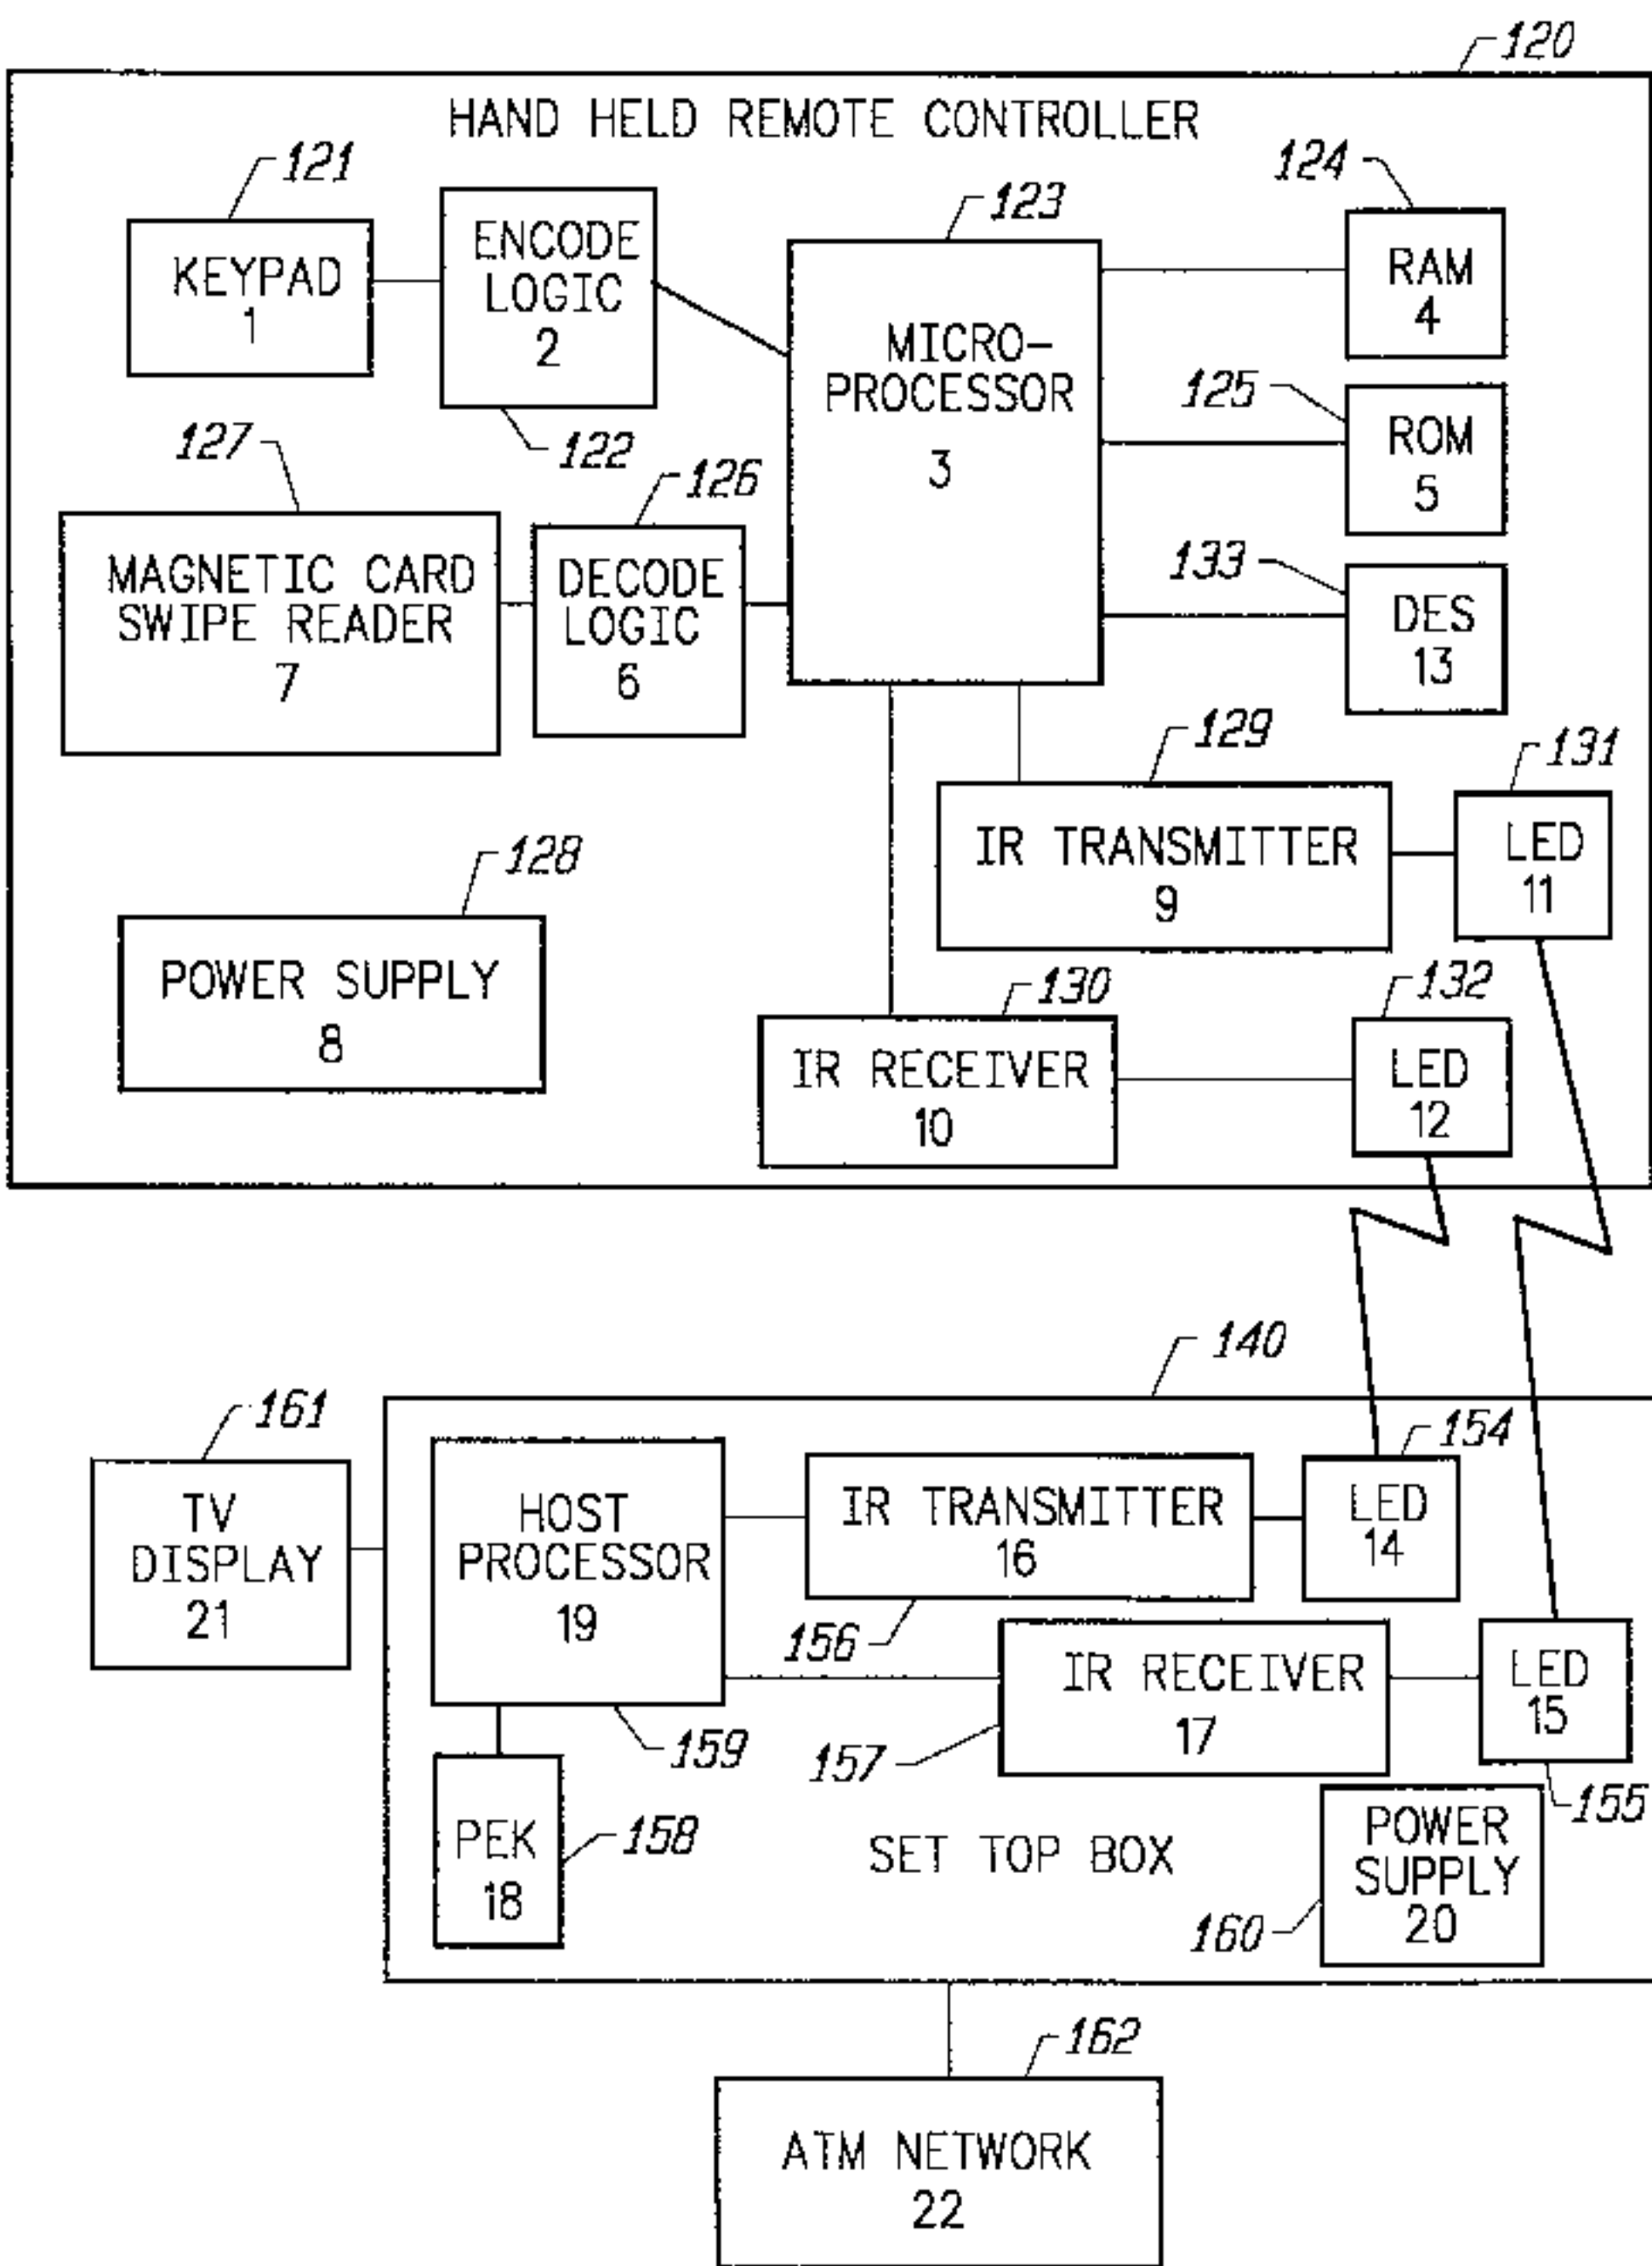 120
HAND HELD REMOTE CONTROLLER
121
KEYPAD
1
ENCODE
LOGIC
2
122
123
MICRO-
PROCESSOR
3
124
RAM
4
125
ROM
5
133
DES
13
127
MAGNETIC CARD
SWIPE READER
7
126
DECODE
LOGIC
6
129
IR TRANSMITTER
9
131
LED
11
128
POWER SUPPLY
8
130
IR RECEIVER
10
132
LED
12
140
161
TV
DISPLAY
21
HOST
PROCESSOR
19
159
IR TRANSMITTER
16
156
154
LED
14
IR RECEIVER
17
157
LED
15
155
PEK
18
158
SET TOP BOX
POWER
SUPPLY
20
160
162
ATM NETWORK
22